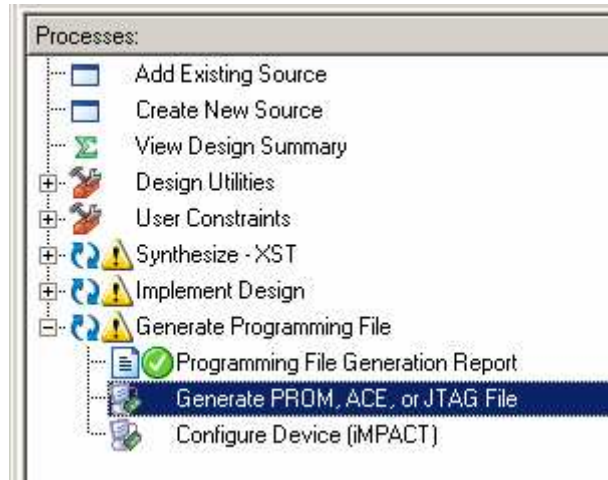 Processes:
Add Existing Source
Create New Source
View Design Summary
Design Utilities
User Constraints
Synthesize - XST
Implement Design
Generate Programming File
Programming File Generation Report
Generate PROM, ACE, or JTAG File
Configure Device (iMPACT)